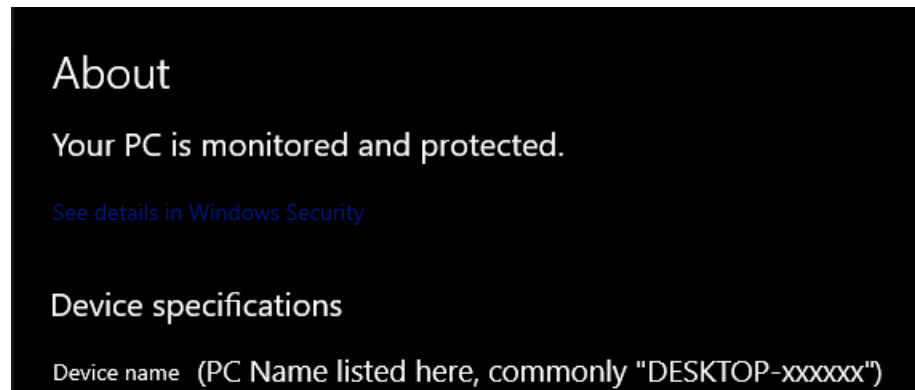 About
Your PC is monitored and protected.
See details in Windows Security
Device specifications
Device name (PC Name listed here, commonly "DESKTOP-xxxxxx")